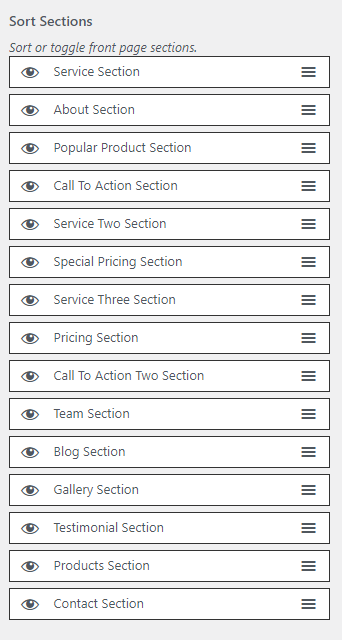 Sort Sections
Sort or toggle front page sections.
Service Section
About Section
Popular Product Section
Call To Action Section
Service Two Section
Special Pricing Section
Service Three Section
Pricing Section
Call To Action Two Section
Team Section
Blog Section
Gallery Section
Testimonial Section
Products Section
Contact Section